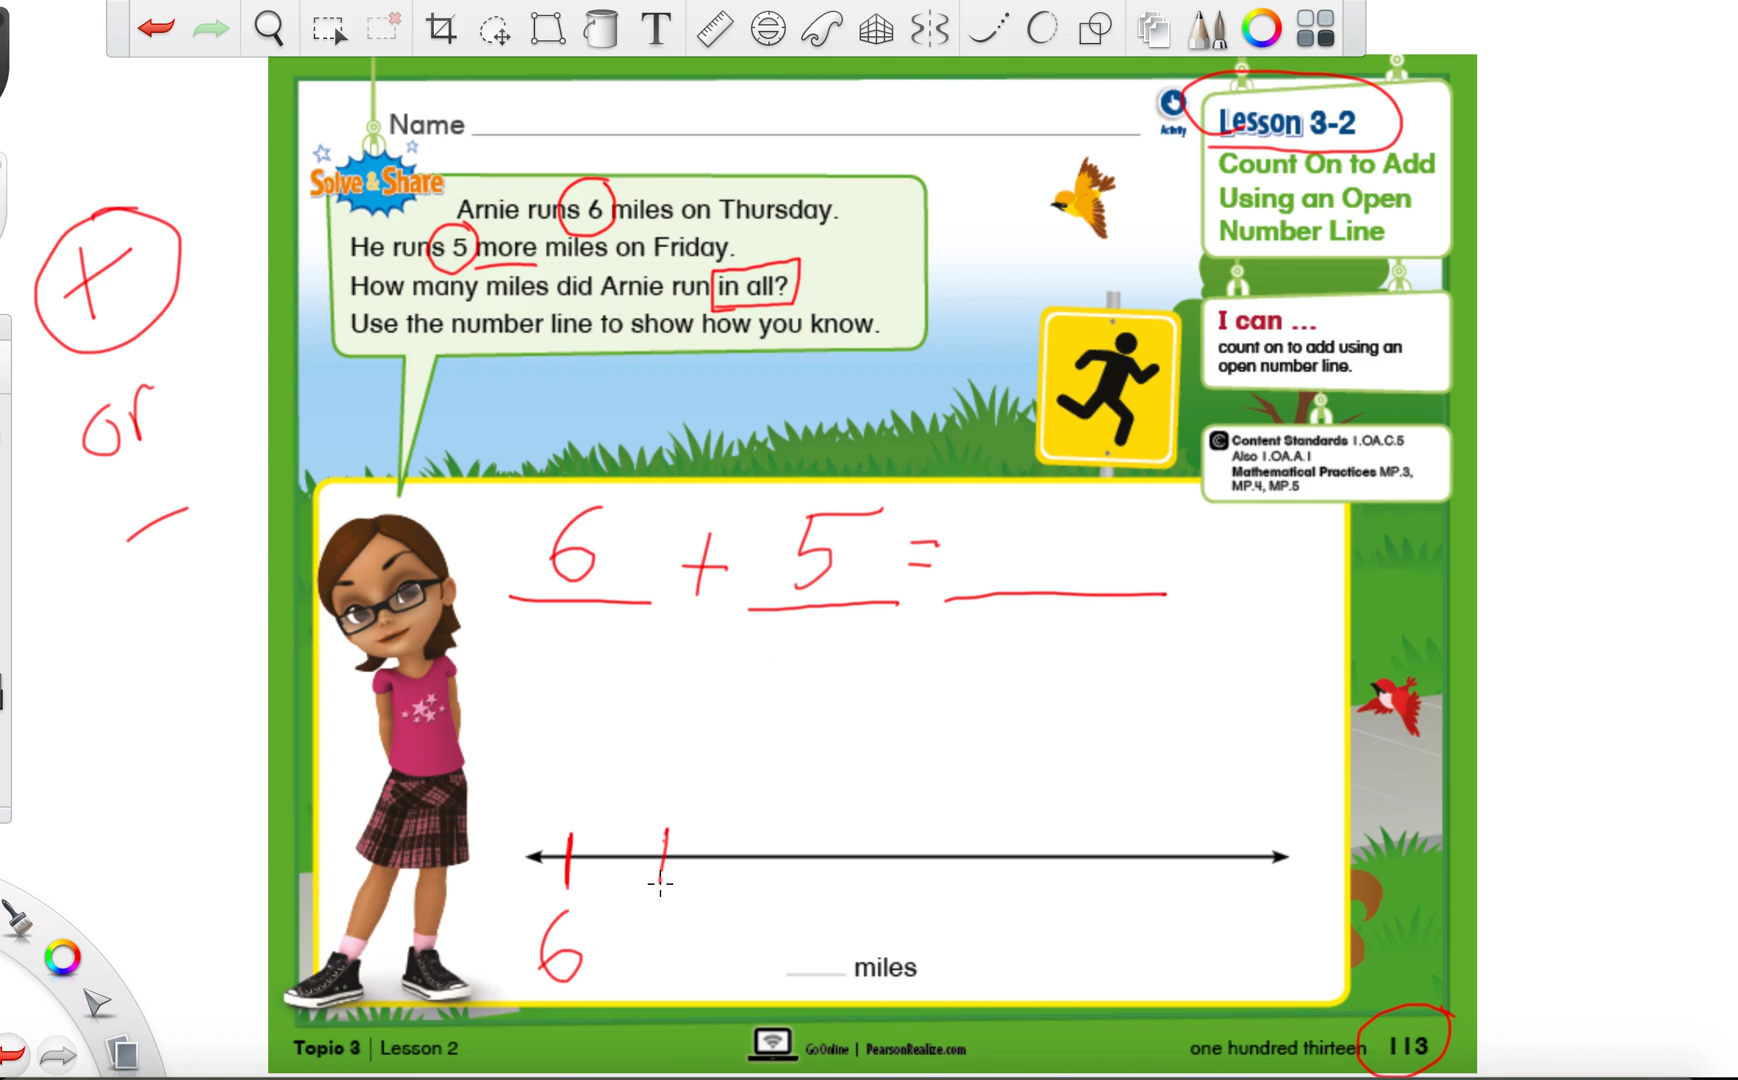 Name
Activity
Lesson 3-2
Count On to Add
Using an Open
Number Line
Solve & Share
Arnie runs 6 miles on Thursday.
He runs 5 more miles on Friday.
How many miles did Arnie run in all?
Use the number line to show how you know.
I can ...
count on to add using an
open number line.
Content Standards 1.OA.C.5
Also 1.OA.A.1
Mathematical Practices MP.3,
MP.4, MP.5
+
or
−
6 + 5 =
6
miles
Topic 3 | Lesson 2
Go Online | PearsonRealize.com
one hundred thirteen 113